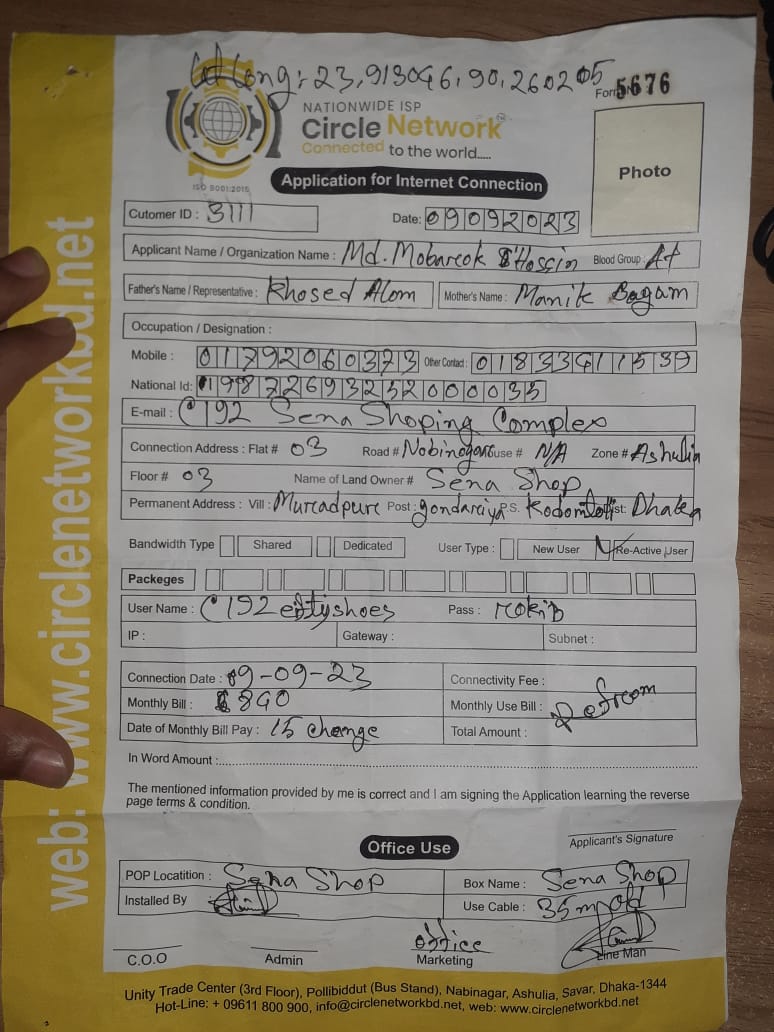 Lat Long: 23,913046,90,260205
Form 5676
NATIONWIDE ISP
Circle Network
Connected to the world.....
ISO 9001:2015
Application for Internet Connection
Photo
Cutomer ID : 3111 Date: 09092023
Applicant Name / Organization Name : Md. Mobarok Hossin Blood Group : A+
Father's Name / Representative : Khosed Alom Mother's Name : Manik Bagam
Occupation / Designation :
Mobile : 01792060373 Other Contact : 01833411539
National Id: 19872693252000035
E-mail : C192 Sena Shoping Complex
Connection Address : Flat # 03 Road # Nobinogor House # N/A Zone # Ashulia
Floor # 03 Name of Land Owner # Sena Shop
Permanent Address : Vill : Muradpure Post : gondariya P.S. Dist: Dhaka
Bandwidth Type Shared Dedicated User Type : New User Re-Active User
Packeges
User Name : C192 Pass : rokib
IP : Gateway : Subnet :
Connection Date : 09-09-23 Connectivity Fee :
Monthly Bill : 840 Monthly Use Bill :
Date of Monthly Bill Pay : 15 change Total Amount :
In Word Amount :
The mentioned information provided by me is correct and I am signing the Application learning the reverse
page terms & condition.
Applicant's Signature
Office Use
POP Locatition : Sena Shop Box Name : Sena Shop
Installed By Use Cable : 35 m old
office
C.O.O Admin Marketing Line Man
Unity Trade Center (3rd Floor), Pollibiddut (Bus Stand), Nabinagar, Ashulia, Savar, Dhaka-1344
Hot-Line: + 09611 800 900, info@circlenetworkbd.net, web: www.circlenetworkbd.net
web: www.circlenetworkbd.net